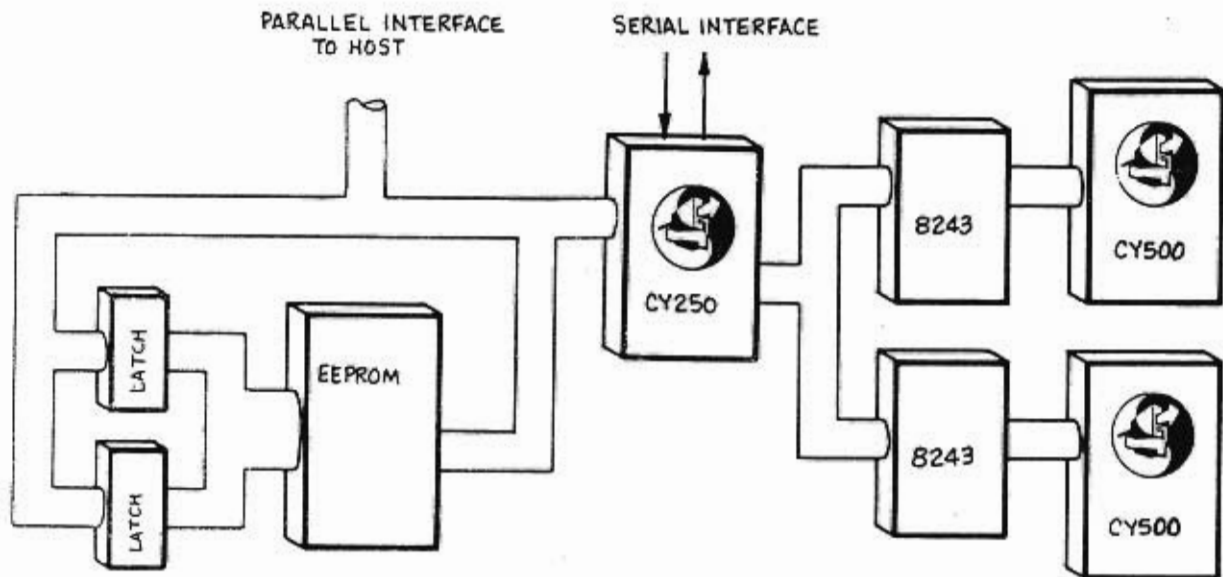 PARALLEL INTERFACE
TO HOST
SERIAL INTERFACE
LATCH
LATCH
EEPROM
CY250
8243
CY500
8243
CY500